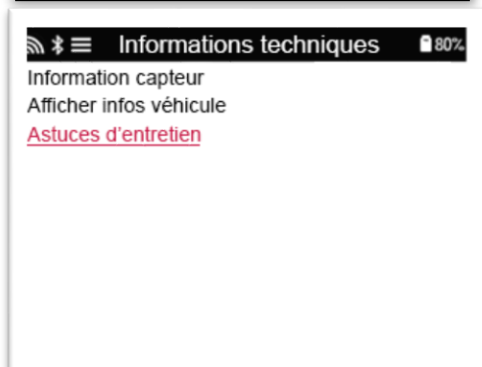 Informations techniques 80%
Information capteur
Afficher infos véhicule
Astuces d'entretien